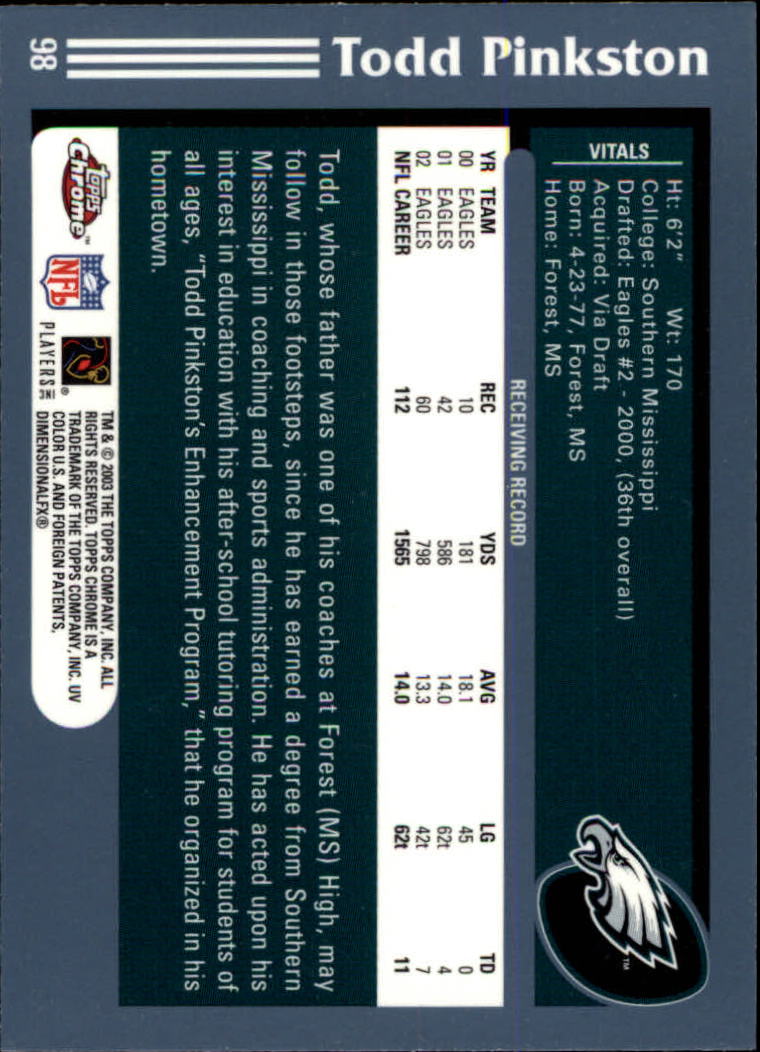 98
Todd Pinkston
VITALS
Ht: 6'2" Wt: 170
College: Southern Mississippi
Drafted: Eagles #2 - 2000, (36th overall)
Acquired: Via Draft
Born: 4-23-77, Forest, MS
Home: Forest, MS
TM
RECEIVING RECORD
YR TEAM REC YDS AVG LG TD
00 EAGLES 10 181 18.1 45 0
01 EAGLES 42 586 14.0 62t 4
02 EAGLES 60 798 13.3 42t 7
NFL CAREER 112 1565 14.0 62t 11
Todd, whose father was one of his coaches at Forest (MS) High, may
follow in those footsteps, since he has earned a degree from Southern
Mississippi in coaching and sports administration. He has acted upon his
interest in education with his after-school tutoring program for students of
all ages, "Todd Pinkston's Enhancement Program," that he organized in his
hometown.
Topps Chrome™
NFL
PLAYERS
TM & © 2003 THE TOPPS COMPANY, INC. ALL
RIGHTS RESERVED. TOPPS CHROME IS A
TRADEMARK OF THE TOPPS COMPANY, INC. UV
COLOR U.S. AND FOREIGN PATENTS.
DIMENSIONALFX®